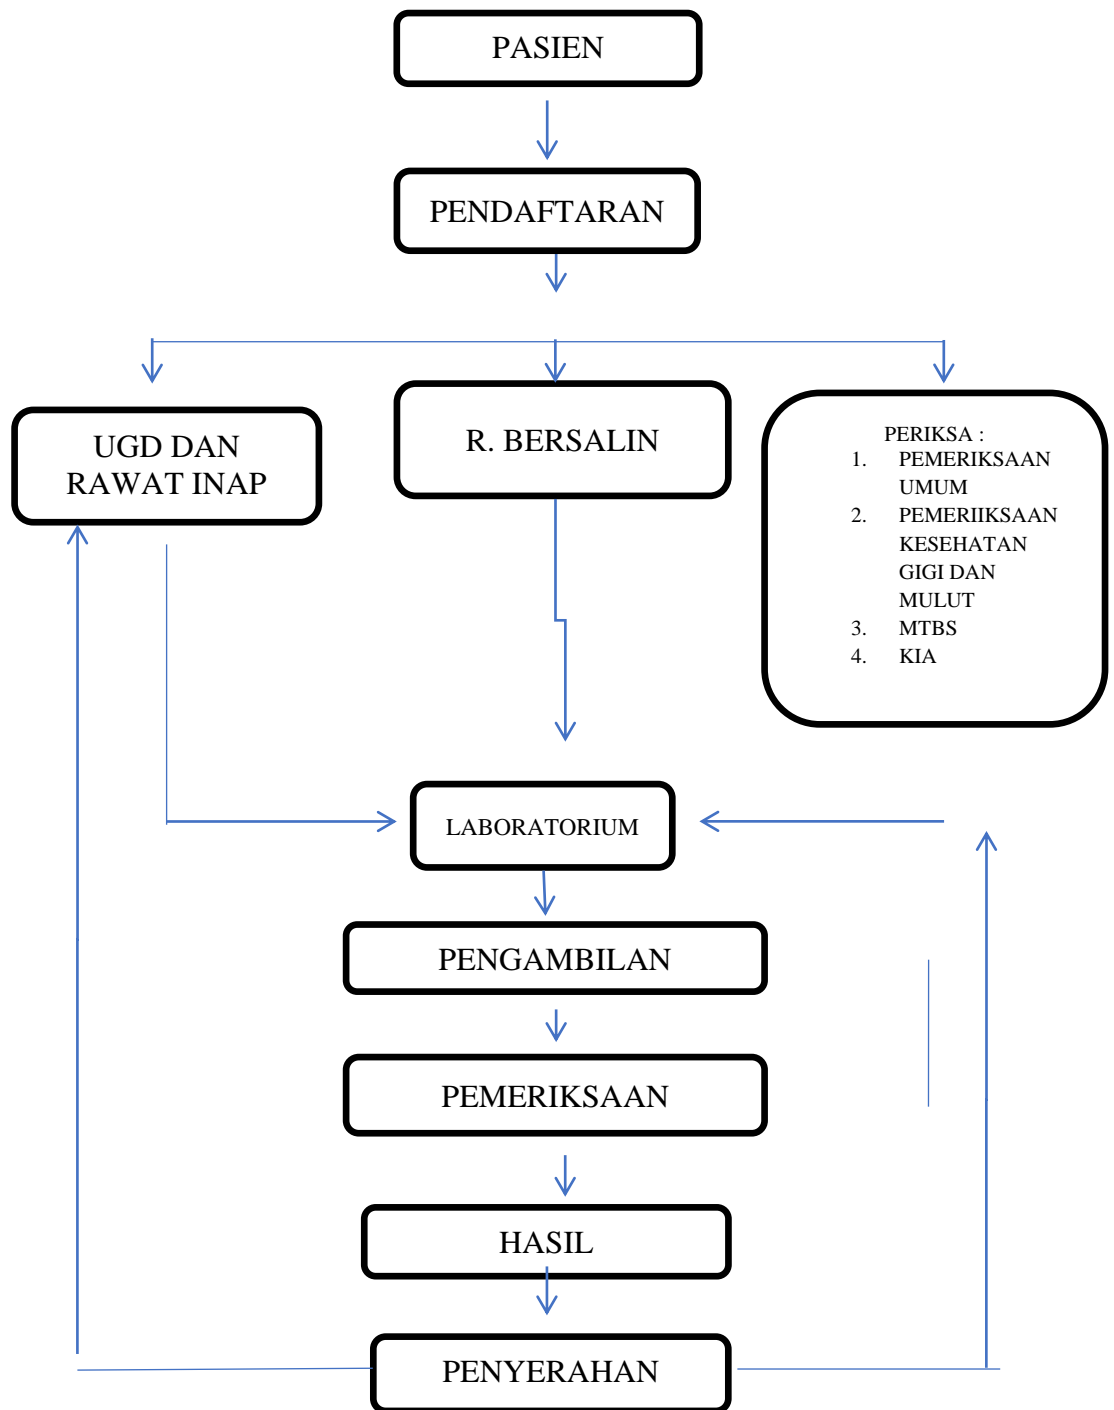 PASIEN
PENDAFTARAN
UGD DAN
RAWAT INAP
R. BERSALIN
PERIKSA :
1. PEMERIKSAAN
UMUM
2. PEMERIIKSAAN
KESEHATAN
GIGI DAN
MULUT
3. MTBS
4. KIA
LABORATORIUM
PENGAMBILAN
PEMERIKSAAN
HASIL
PENYERAHAN